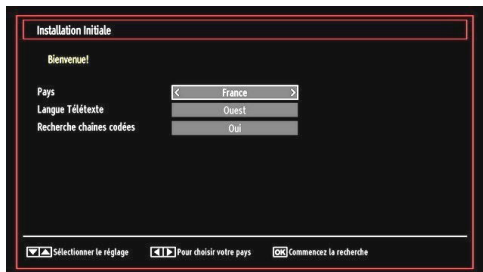 Installation Initiale
Bienvenue!
Pays < France >
Langue Télétexte Ouest
Recherche chaînes codées Oui
Sélectionner le réglage Pour choisir votre pays OK Commencez la recherche